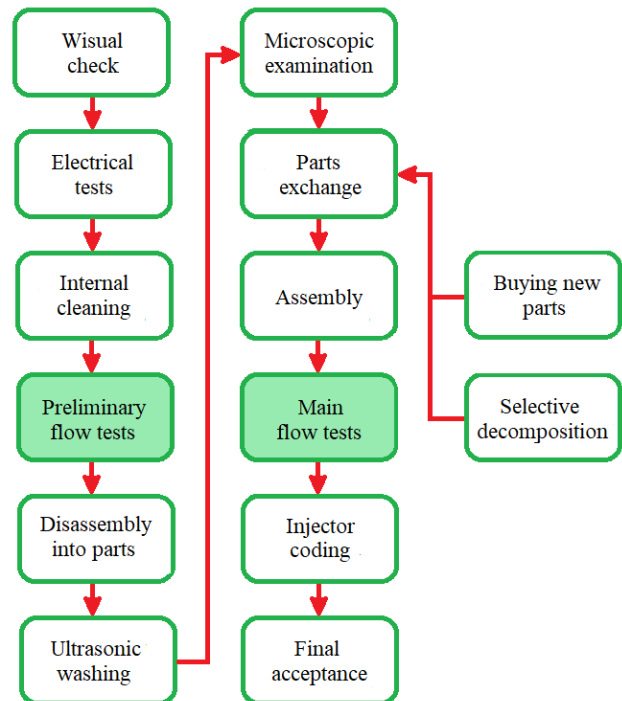 Wisual
check
Electrical
tests
Internal
cleaning
Preliminary
flow tests
Disassembly
into parts
Ultrasonic
washing
Microscopic
examination
Parts
exchange
Assembly
Main
flow tests
Injector
coding
Final
acceptance
Buying new
parts
Selective
decomposition